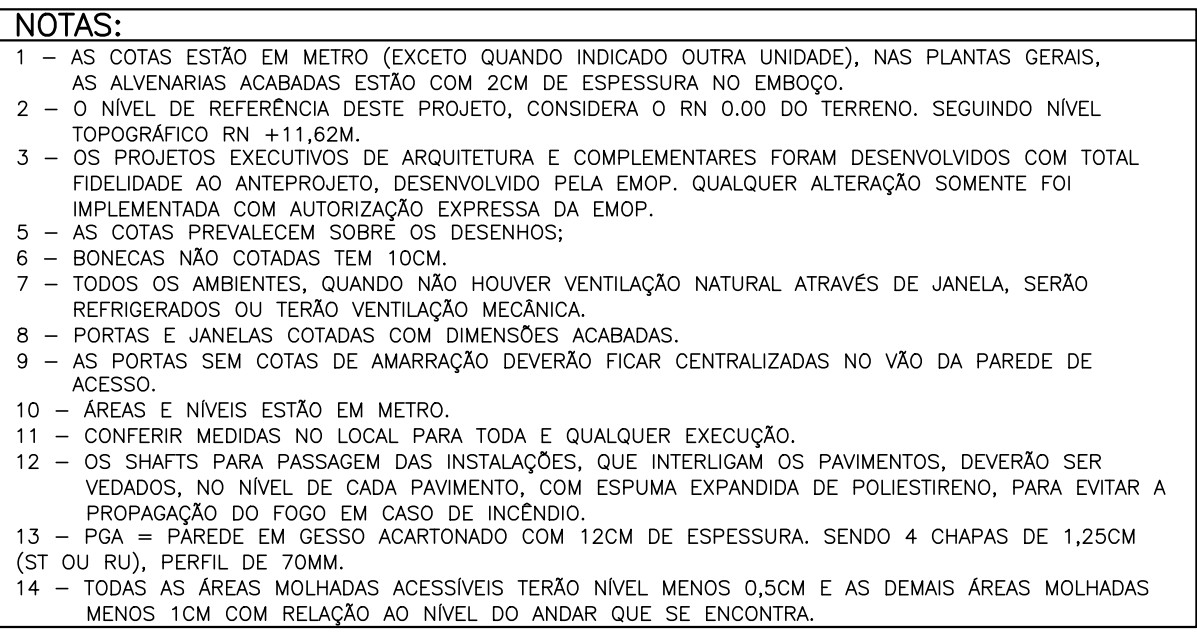 NOTAS:
1 – AS COTAS ESTÃO EM METRO (EXCETO QUANDO INDICADO OUTRA UNIDADE), NAS PLANTAS GERAIS,
AS ALVENARIAS ACABADAS ESTÃO COM 2CM DE ESPESSURA NO EMBOÇO.
2 – O NÍVEL DE REFERÊNCIA DESTE PROJETO, CONSIDERA O RN 0.00 DO TERRENO. SEGUINDO NÍVEL
TOPOGRÁFICO RN +11,62M.
3 – OS PROJETOS EXECUTIVOS DE ARQUITETURA E COMPLEMENTARES FORAM DESENVOLVIDOS COM TOTAL
FIDELIDADE AO ANTEPROJETO, DESENVOLVIDO PELA EMOP. QUALQUER ALTERAÇÃO SOMENTE FOI
IMPLEMENTADA COM AUTORIZAÇÃO EXPRESSA DA EMOP.
5 – AS COTAS PREVALECEM SOBRE OS DESENHOS;
6 – BONECAS NÃO COTADAS TEM 10CM.
7 – TODOS OS AMBIENTES, QUANDO NÃO HOUVER VENTILAÇÃO NATURAL ATRAVÉS DE JANELA, SERÃO
REFRIGERADOS OU TERÃO VENTILAÇÃO MECÂNICA.
8 – PORTAS E JANELAS COTADAS COM DIMENSÕES ACABADAS.
9 – AS PORTAS SEM COTAS DE AMARRAÇÃO DEVERÃO FICAR CENTRALIZADAS NO VÃO DA PAREDE DE
ACESSO.
10 – ÁREAS E NÍVEIS ESTÃO EM METRO.
11 – CONFERIR MEDIDAS NO LOCAL PARA TODA E QUALQUER EXECUÇÃO.
12 – OS SHAFTS PARA PASSAGEM DAS INSTALAÇÕES, QUE INTERLIGAM OS PAVIMENTOS, DEVERÃO SER
VEDADOS, NO NÍVEL DE CADA PAVIMENTO, COM ESPUMA EXPANDIDA DE POLIESTIRENO, PARA EVITAR A
PROPAGAÇÃO DO FOGO EM CASO DE INCÊNDIO.
13 – PGA = PAREDE EM GESSO ACARTONADO COM 12CM DE ESPESSURA. SENDO 4 CHAPAS DE 1,25CM
(ST OU RU), PERFIL DE 70MM.
14 – TODAS AS ÁREAS MOLHADAS ACESSÍVEIS TERÃO NÍVEL MENOS 0,5CM E AS DEMAIS ÁREAS MOLHADAS
MENOS 1CM COM RELAÇÃO AO NÍVEL DO ANDAR QUE SE ENCONTRA.